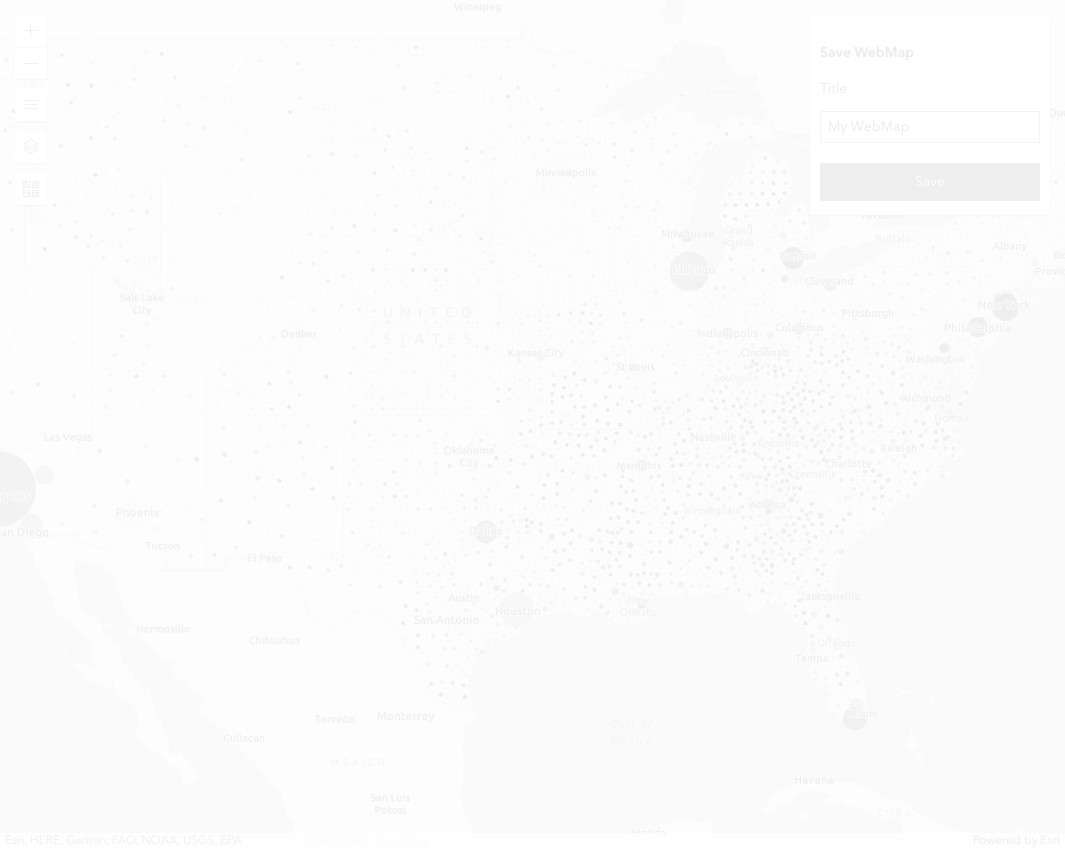 Winnipeg
Save WebMap
Title
My WebMap
Save
Minneapolis
Toronto
Milwaukee
Grand
Rapids
Buffalo
Albany
Detroit
Chicago
Cleveland
Salt Lake
City
New York
UNITED
STATES
Pittsburgh
Philadelphia
Denver
Indianapolis
Columbus
Kansas City
Cincinnati
Washington
St Louis
Louisville
Richmond
Norfolk
Las Vegas
Nashville
Knoxville
Raleigh
Oklahoma
City
Memphis
Charlotte
Greenville
Phoenix
Birmingham
Atlanta
Dallas
San Diego
Tucson
El Paso
Austin
Jacksonville
New
Orleans
Houston
San Antonio
Hermosillo
Chihuahua
Orlando
Tampa
Miami
Torreón
Monterrey
Gulf of
Mexico
Culiacan
MÉXICO
Havana
San Luis
Potosi
CUBA
Merida
Esri, HERE, Garmin, FAO, NOAA, USGS, EPA
Powered by Esri